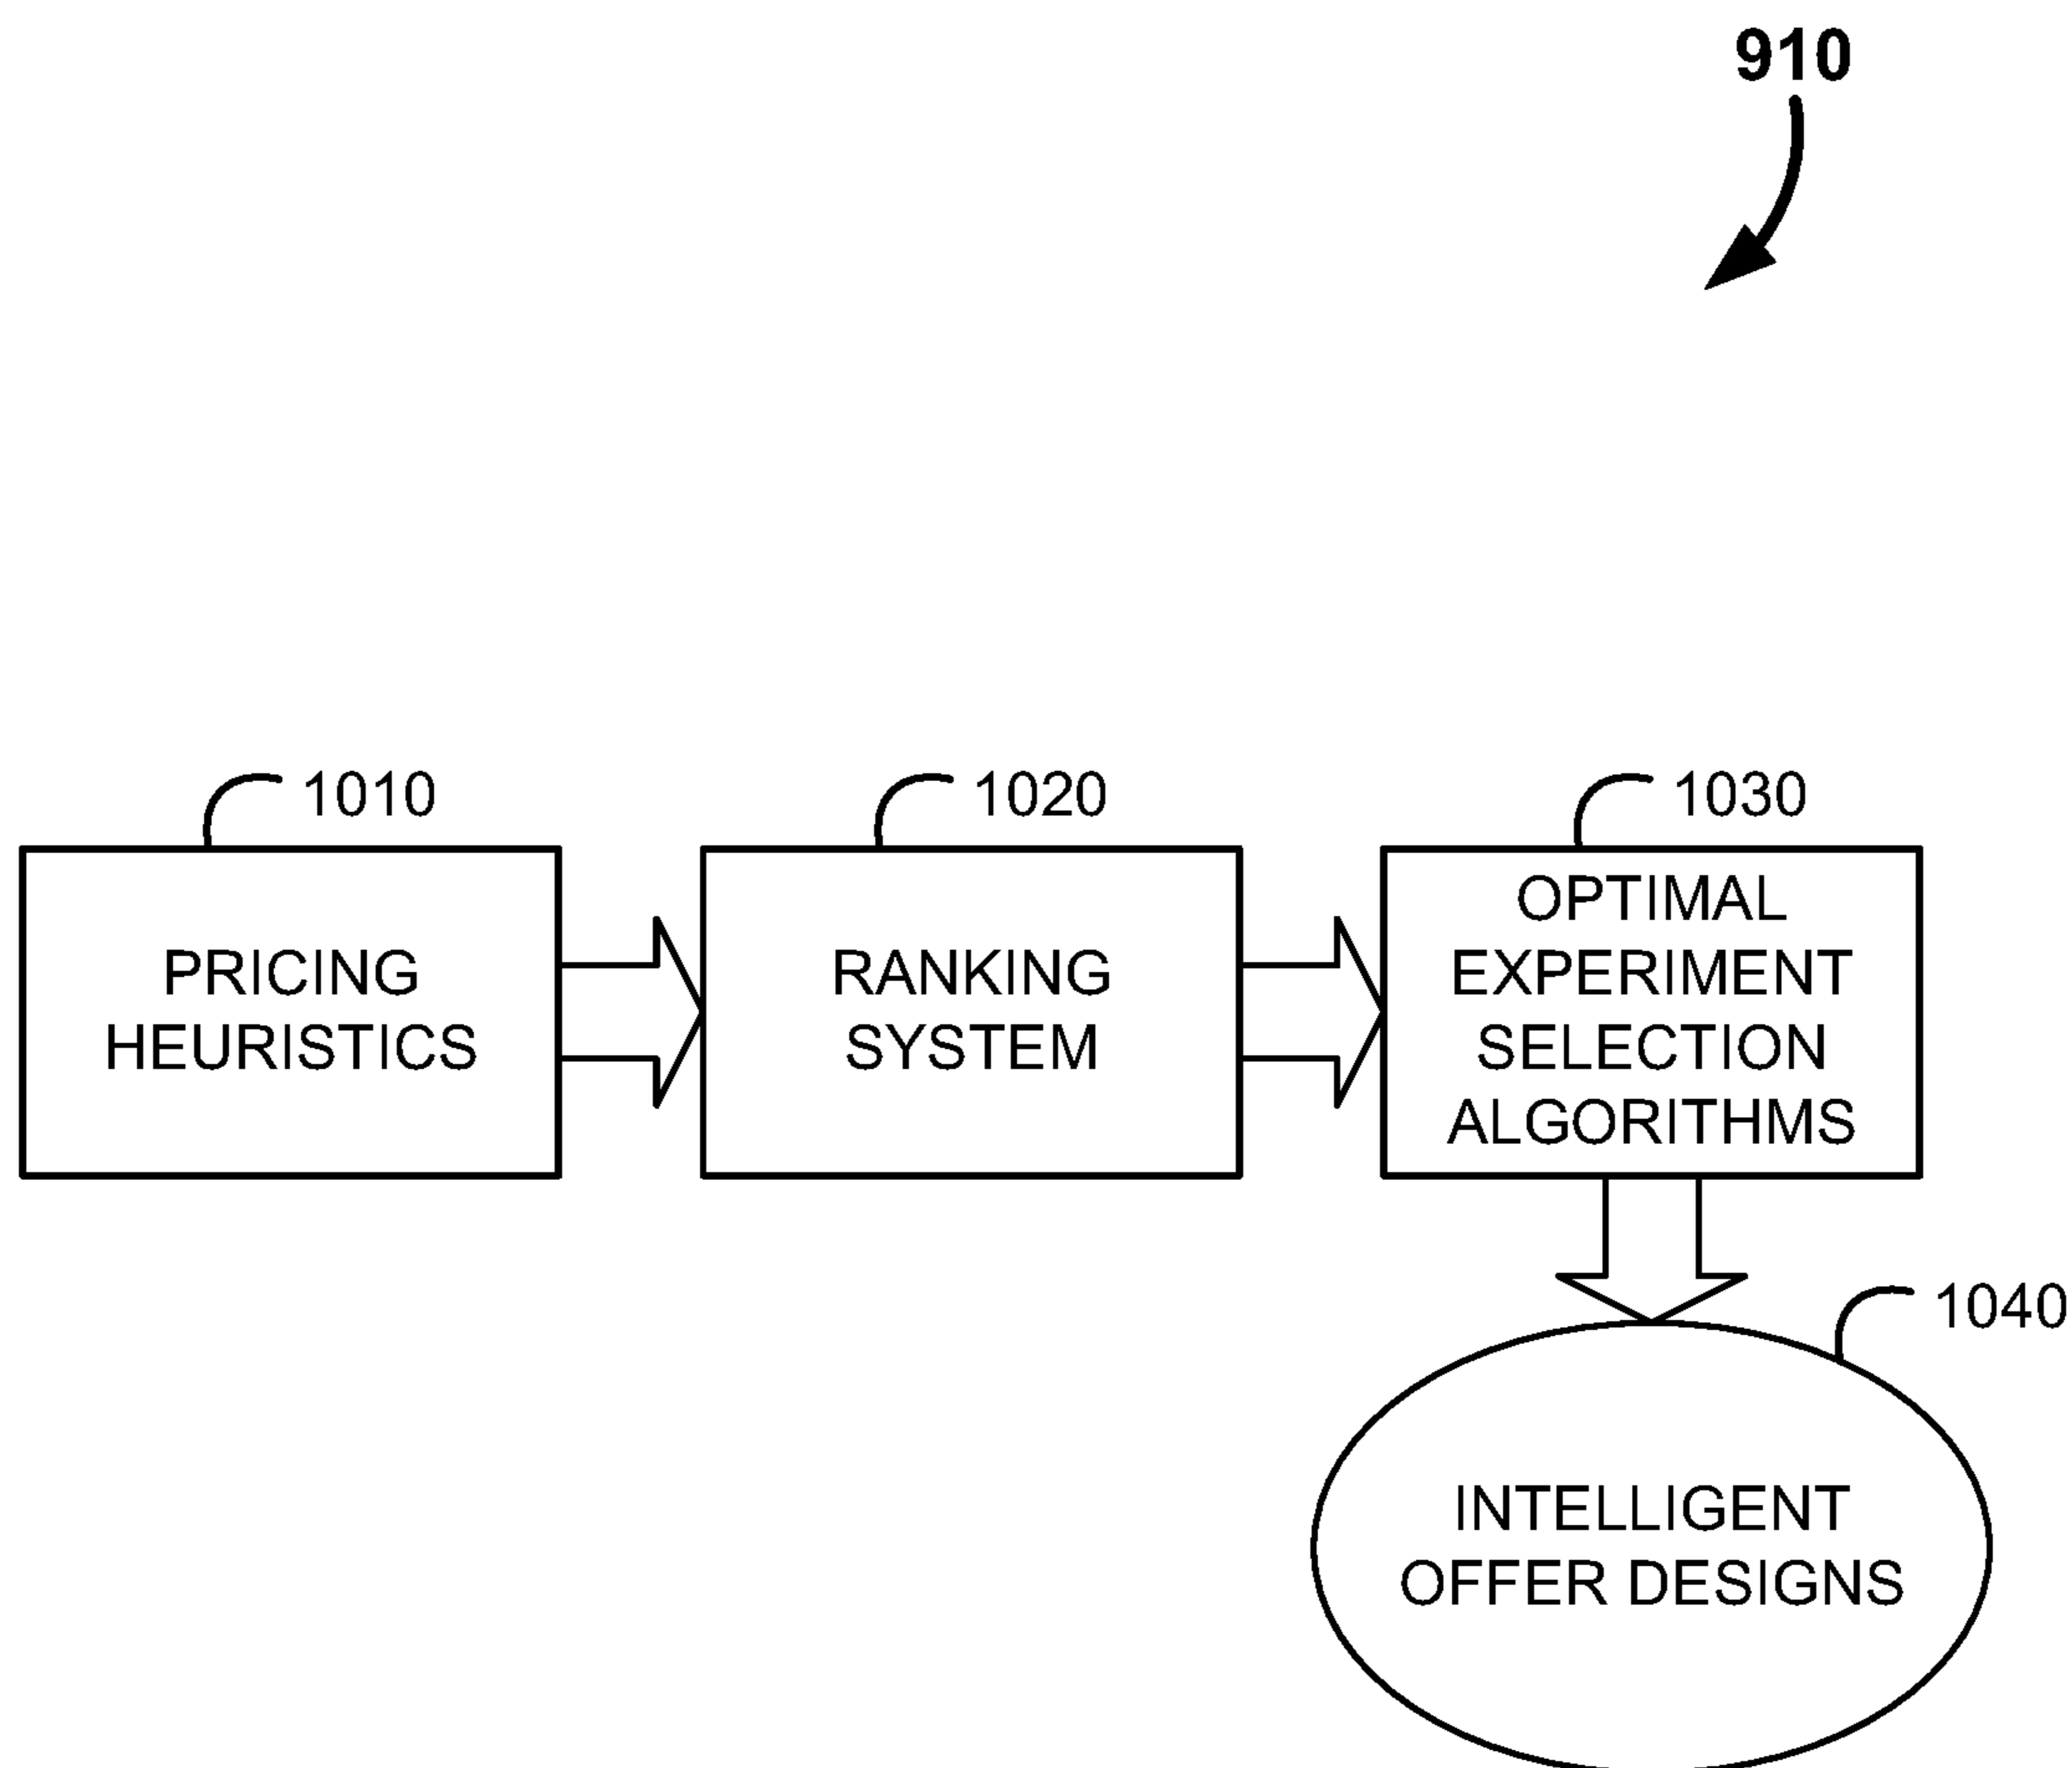 910
1010
1020
1030
PRICING
HEURISTICS
RANKING
SYSTEM
OPTIMAL
EXPERIMENT
SELECTION
ALGORITHMS
1040
INTELLIGENT
OFFER DESIGNS